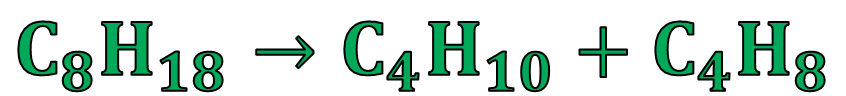 C₈H₁₈ → C₄H₁₀ + C₄H₈